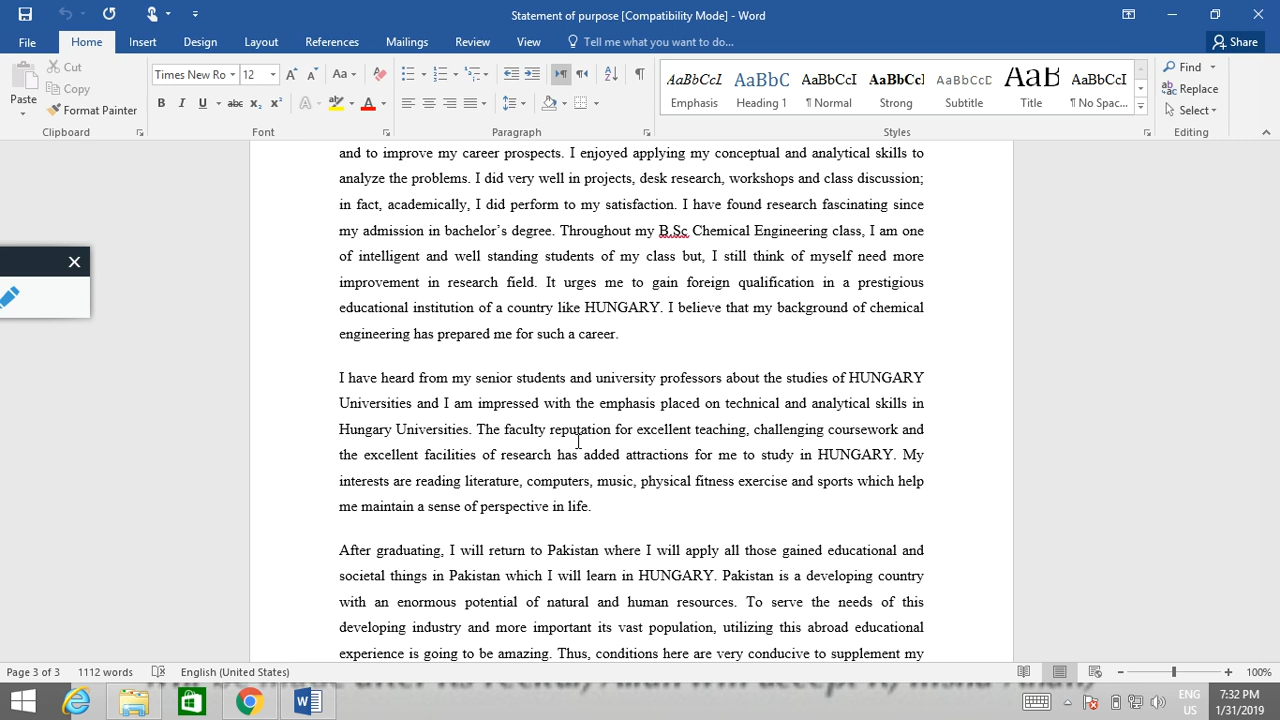 Statement of purpose [Compatibility Mode] - Word
File Home Insert Design Layout References Mailings Review View Tell me what you want to do... Share
Paste
Cut
Copy
Format Painter
Clipboard
Times New Ro 12
Aa
B I U abc x₂ x² A A
Font
Paragraph
AaBbCcI AaBbC AaBbCcI AaBbCcI AaBbCcD AaB AaBbCcI
Emphasis Heading 1 ¶ Normal Strong Subtitle Title ¶ No Spac...
Styles
Find
Replace
Select
Editing
and to improve my career prospects. I enjoyed applying my conceptual and analytical skills to
analyze the problems. I did very well in projects, desk research, workshops and class discussion;
in fact, academically, I did perform to my satisfaction. I have found research fascinating since
my admission in bachelor’s degree. Throughout my B.Sc Chemical Engineering class, I am one
of intelligent and well standing students of my class but, I still think of myself need more
improvement in research field. It urges me to gain foreign qualification in a prestigious
educational institution of a country like HUNGARY. I believe that my background of chemical
engineering has prepared me for such a career.
I have heard from my senior students and university professors about the studies of HUNGARY
Universities and I am impressed with the emphasis placed on technical and analytical skills in
Hungary Universities. The faculty reputation for excellent teaching, challenging coursework and
the excellent facilities of research has added attractions for me to study in HUNGARY. My
interests are reading literature, computers, music, physical fitness exercise and sports which help
me maintain a sense of perspective in life.
After graduating, I will return to Pakistan where I will apply all those gained educational and
societal things in Pakistan which I will learn in HUNGARY. Pakistan is a developing country
with an enormous potential of natural and human resources. To serve the needs of this
developing industry and more important its vast population, utilizing this abroad educational
experience is going to be amazing. Thus, conditions here are very conducive to supplement my
Page 3 of 3 1112 words English (United States) 100%
ENG
US
7:32 PM
1/31/2019